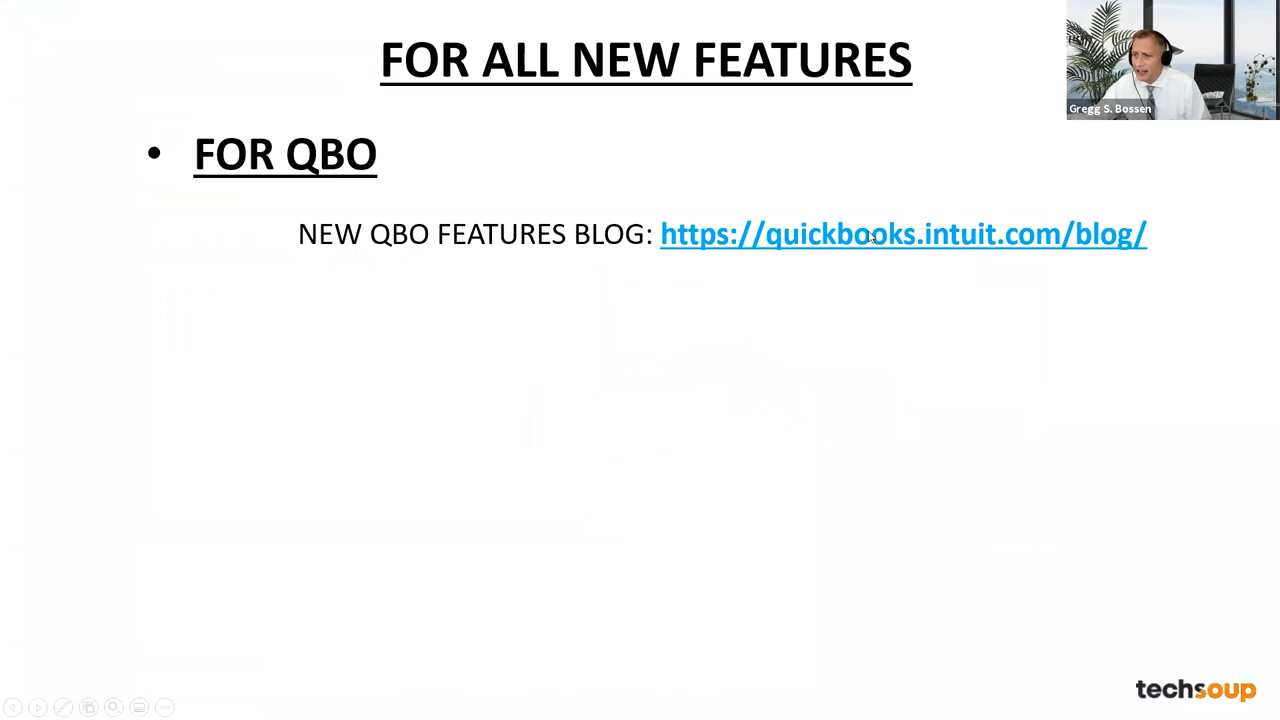 FOR ALL NEW FEATURES
Gregg S. Bossen
• FOR QBO
NEW QBO FEATURES BLOG: https://quickbooks.intuit.com/blog/
techsoup